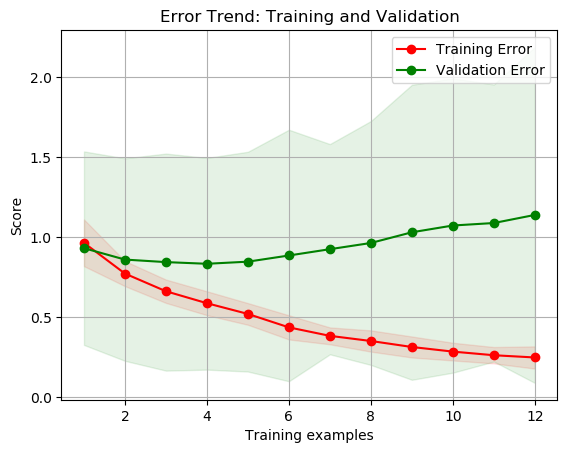 Error Trend: Training and Validation
Training Error
Validation Error
Score
2.0
1.5
1.0
0.5
0.0
2
4
6
8
10
12
Training examples